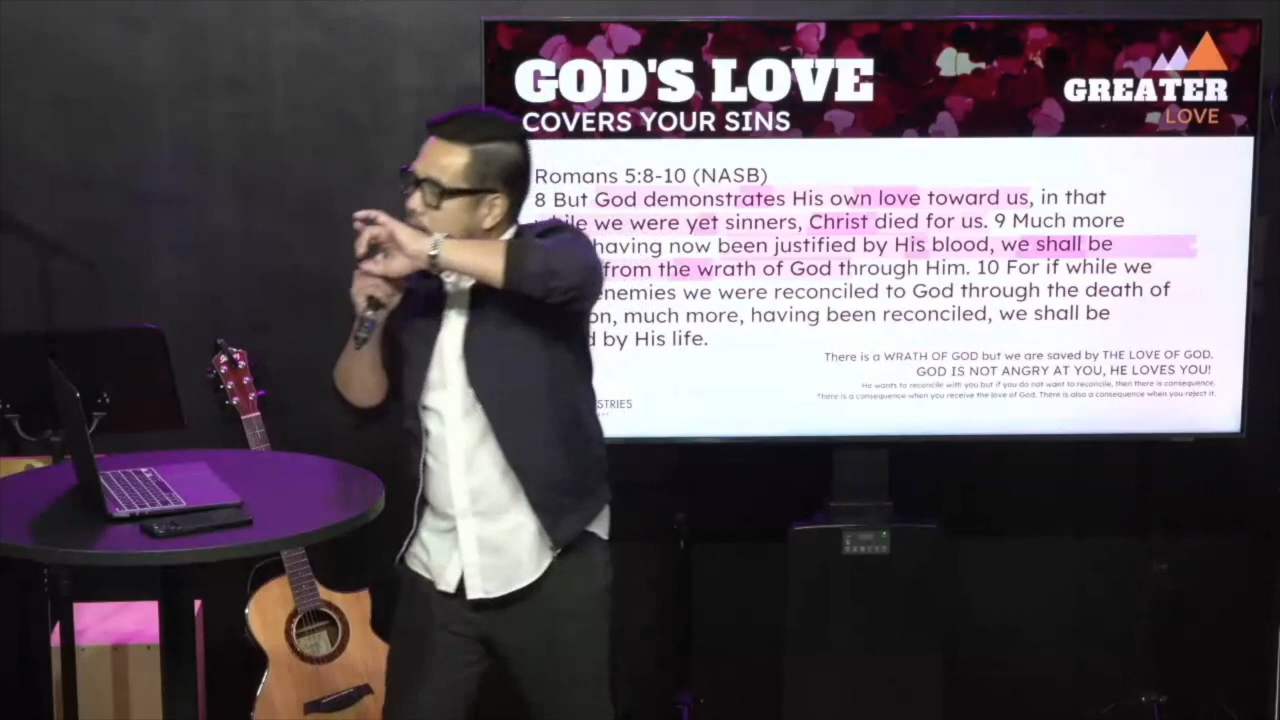 GOD'S LOVE
COVERS YOUR SINS
GREATER
LOVE
Romans 5:8-10 (NASB)
8 But God demonstrates His own love toward us, in that
we were yet sinners, Christ died for us. 9 Much more
having now been justified by His blood, we shall be
from the wrath of God through Him. 10 For if while we
enemies we were reconciled to God through the death of
much more, having been reconciled, we shall be
by His life.
There is a WRATH OF GOD but we are saved by THE LOVE OF GOD.
GOD IS NOT ANGRY AT YOU, HE LOVES YOU!
He wants to reconcile with you but if you do not want to reconcile, then there is consequence.
There is a consequence when you receive the love of God. There is also a consequence when you reject it.